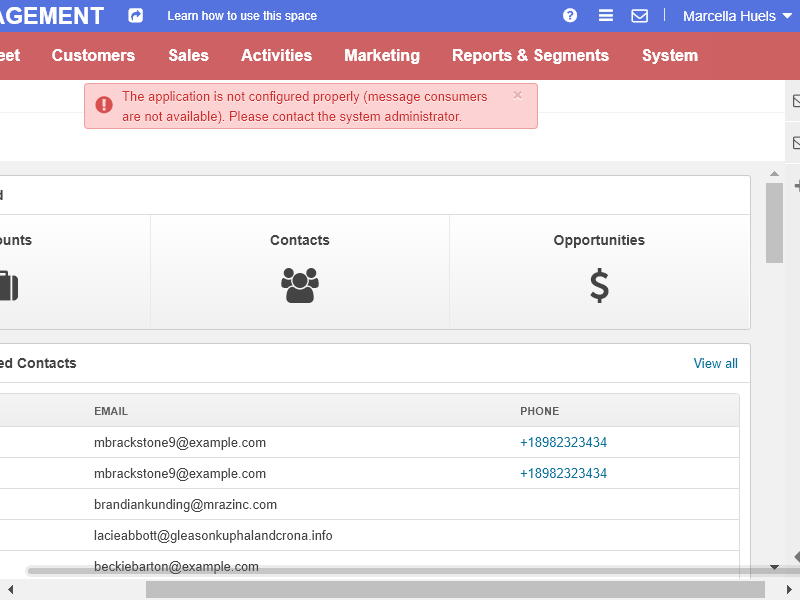 AGEMENT Learn how to use this space Marcella Huels
eet Customers Sales Activities Marketing Reports & Segments System
The application is not configured properly (message consumers
are not available). Please contact the system administrator.
×
d
ounts Contacts Opportunities
ed Contacts View all
EMAIL PHONE
mbrackstone9@example.com +18982323434
mbrackstone9@example.com +18982323434
brandiankunding@mrazinc.com
lacieabbott@gleasonkuphalandcrona.info
beckiebarton@example.com